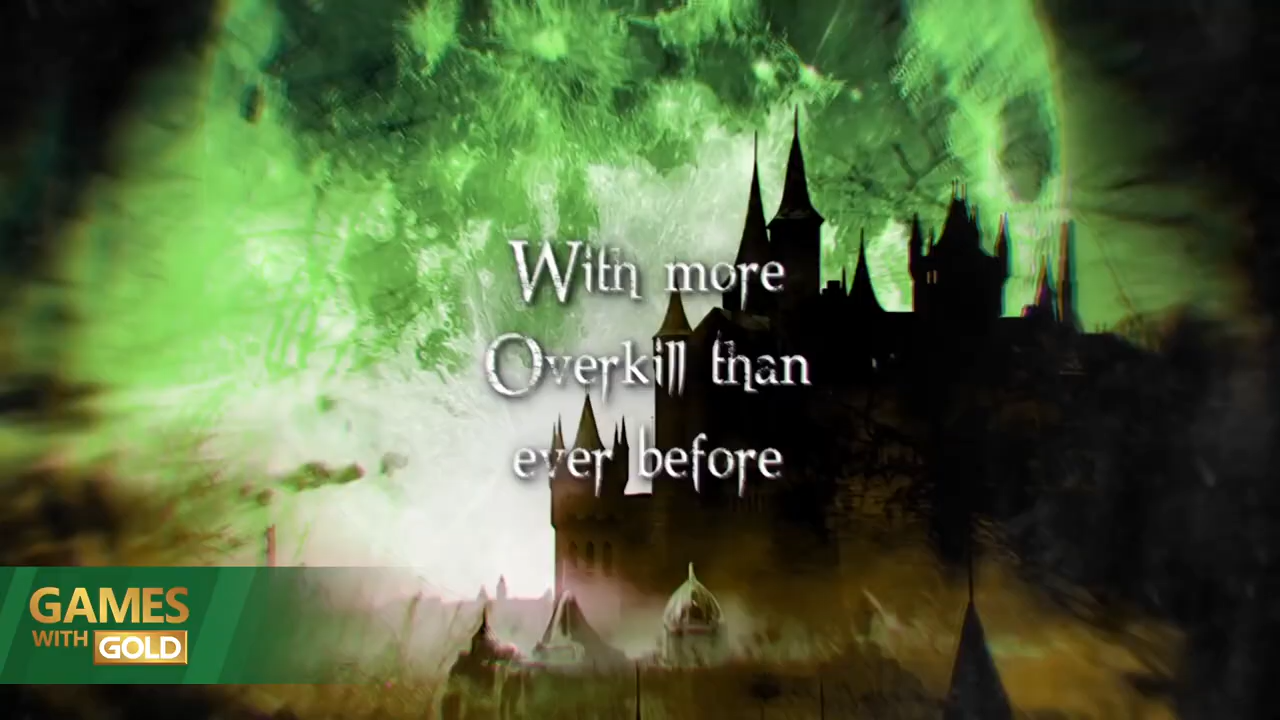 With more
Overkill than
ever before
GAMES
WITH GOLD